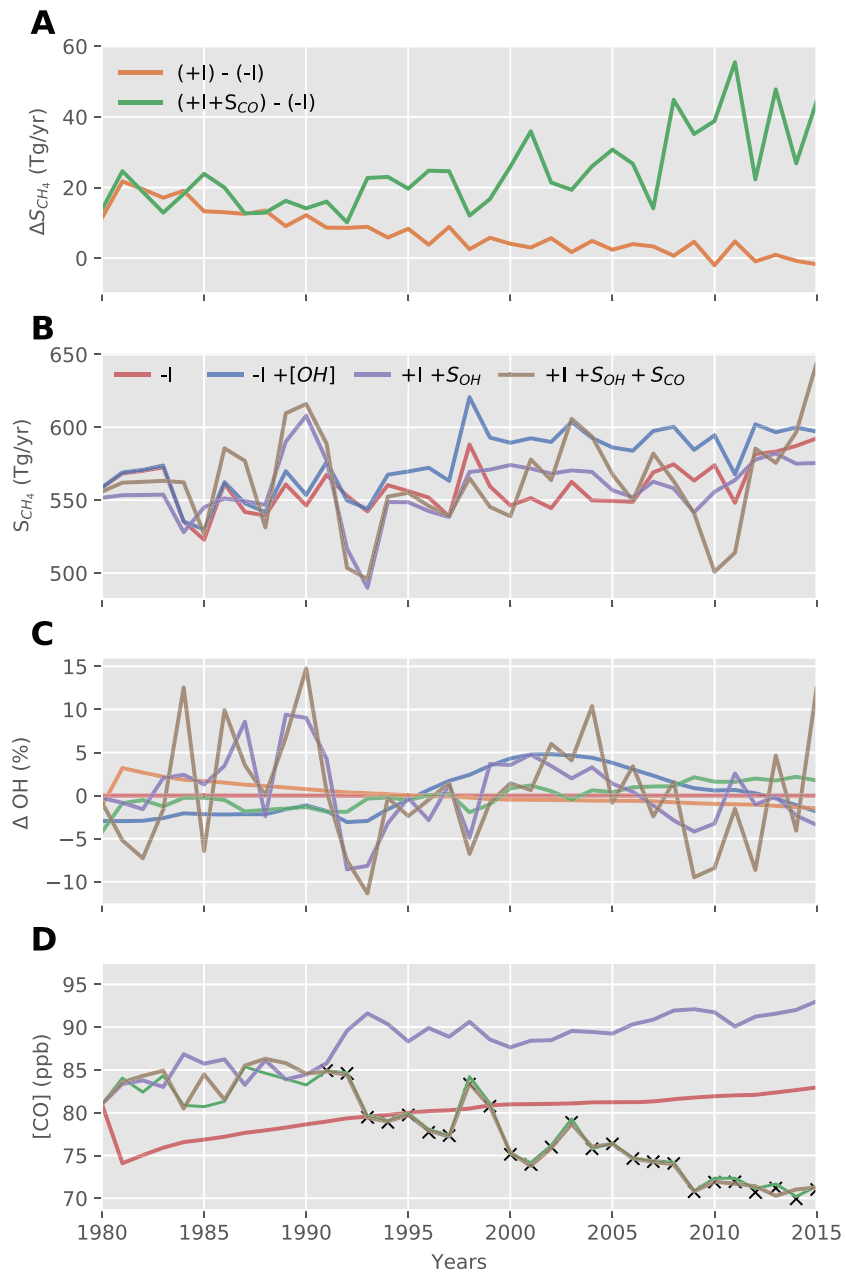 A
60
40
20
0
ΔS_CH₄ (Tg/yr)
(+I) - (-I)
(+I+S_CO) - (-I)
B
650
600
550
500
S_CH₄ (Tg/yr)
-I -I +[OH] +I +S_OH +I +S_OH + S_CO
C
15
10
5
0
−5
−10
Δ OH (%)
D
95
90
85
80
75
70
[CO] (ppb)
1980 1985 1990 1995 2000 2005 2010 2015
Years